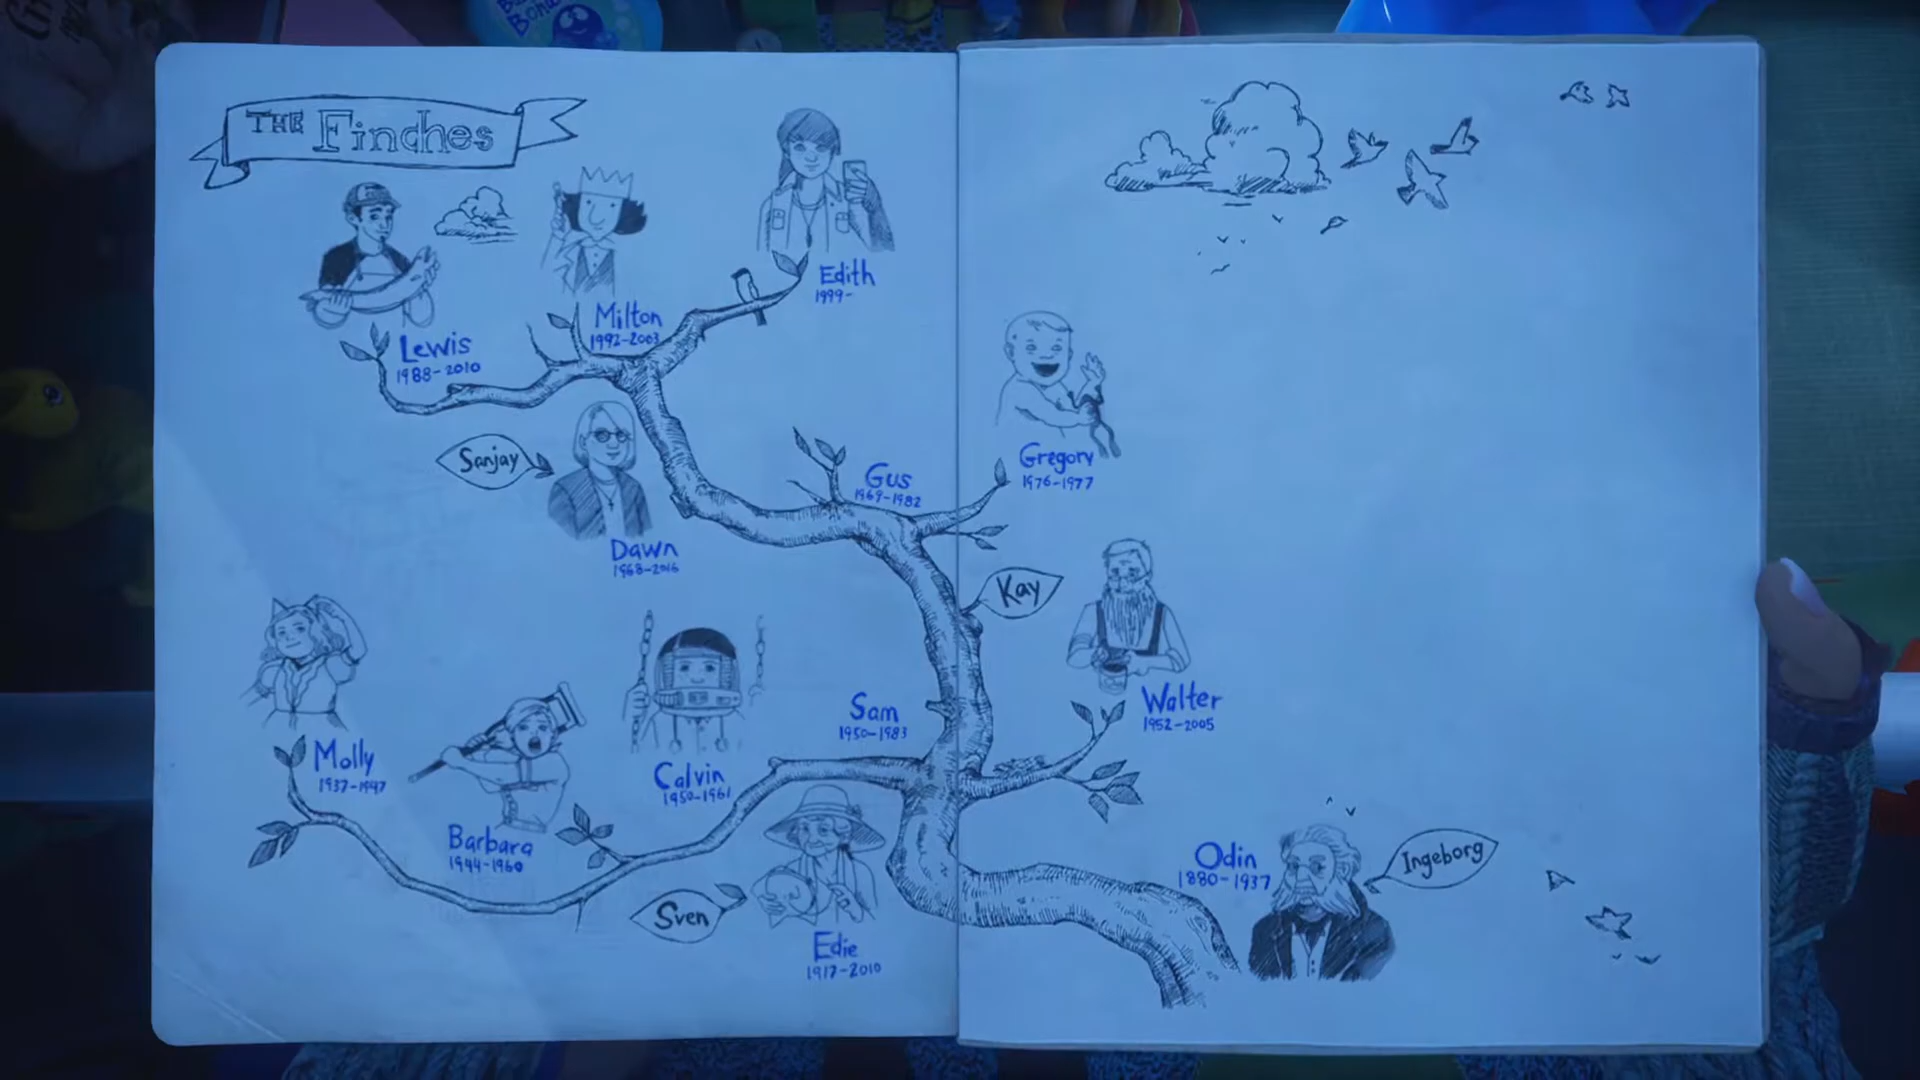 THE Finches
Edith
1999-
Milton
1992-2003
Lewis
1988-2010
Sanjay
Dawn
1968-2016
Gus
1969-1982
Gregory
1976-1977
Kay
Walter
1952-2005
Sam
1950-1983
Calvin
1950-1961
Molly
1937-1947
Barbara
1944-1960
Sven
Edie
1917-2010
Odin
1880-1937
Ingeborg